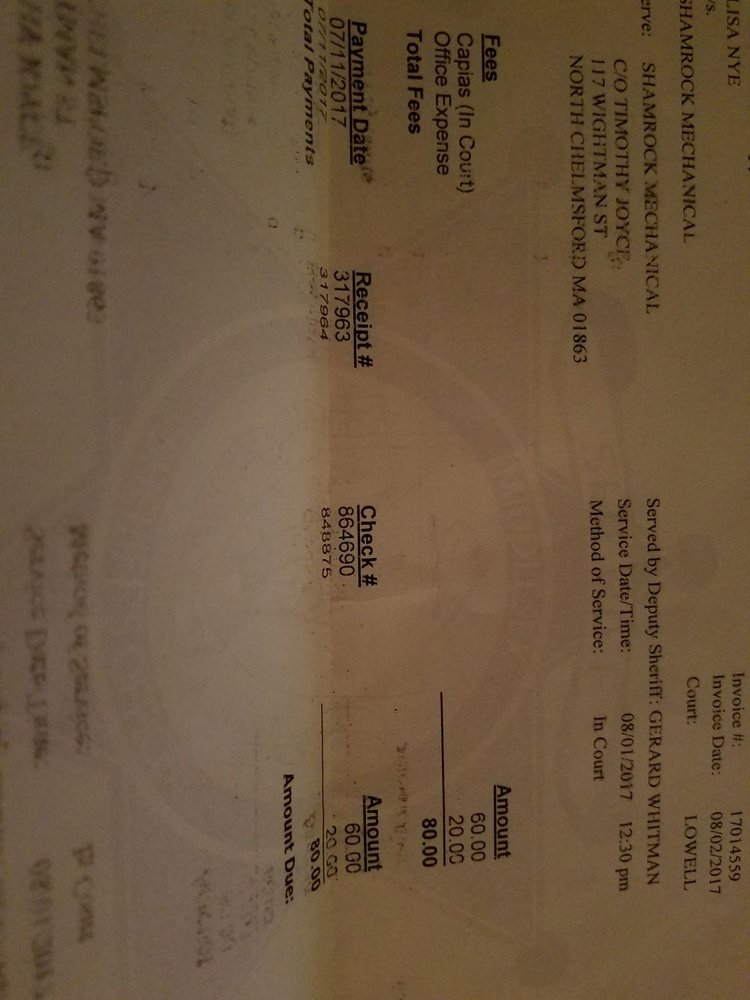 Invoice #: 17014559
LISA NYE Invoice Date: 08/02/2017
vs. Court: LOWELL
SHAMROCK MECHANICAL
erve: SHAMROCK MECHANICAL Served by Deputy Sheriff: GERARD WHITMAN
C/O TIMOTHY JOYCE Service Date/Time: 08/01/2017 12:30 pm
117 WIGHTMAN ST Method of Service: In Court
NORTH CHELMSFORD MA 01863
Fees Amount
Capias (In Court) 60.00
Office Expense 20.00
Total Fees 80.00
Payment Date Receipt # Check # Amount
07/11/2017 317963 864690 60.00
07/11/2017 317964 848875 20.00
Total Payments 80.00
Amount Due: